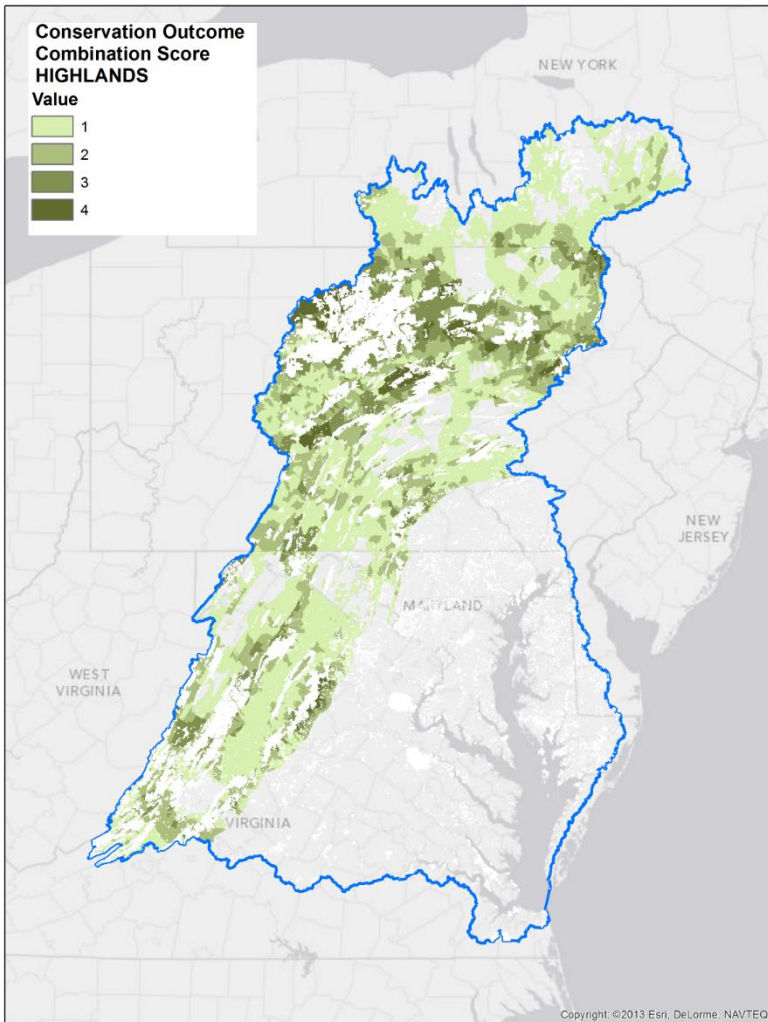 Conservation Outcome
Combination Score
HIGHLANDS
Value
1
2
3
4
NEW YORK
NEW
JERSEY
MARYLAND
WEST
VIRGINIA
VIRGINIA
Copyright: ©2013 Esri, DeLorme, NAVTEQ